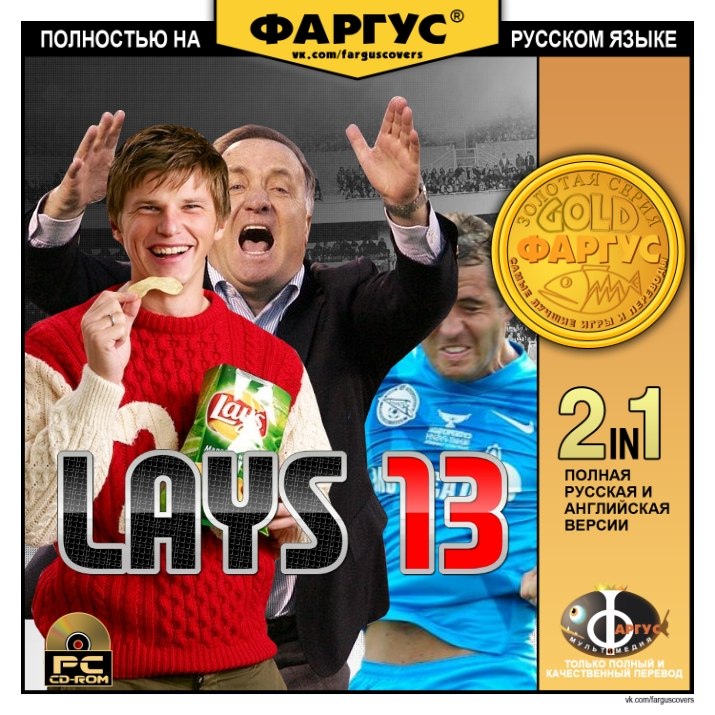 ПОЛНОСТЬЮ НА
ФАРГУС®
vk.com/farguscovers
РУССКОМ ЯЗЫКЕ
ЗОЛОТАЯ СЕРИЯ
GOLD
ФАРГУС
САМЫЕ ЛУЧШИЕ ИГРЫ И ПЕРЕВОДЫ
Lay's
LAYS 13
2IN1
ПОЛНАЯ
РУССКАЯ И
АНГЛИЙСКАЯ
ВЕРСИИ
PC
CD-ROM
ФАРГУС
МУЛЬТИМЕДИА
ТОЛЬКО ПОЛНЫЙ И
КАЧЕСТВЕННЫЙ ПЕРЕВОД
vk.com/farguscovers